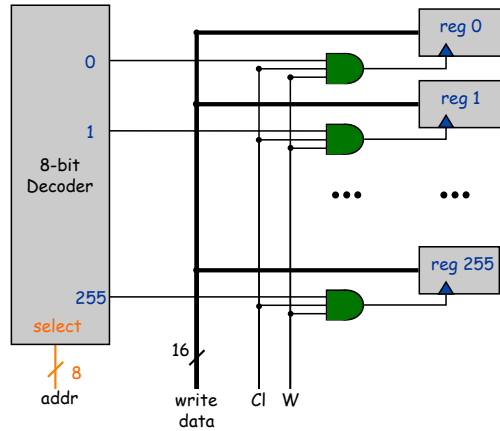 reg 0
0
reg 1
1
8-bit
Decoder
•••
•••
reg 255
255
select
16
8
addr
write
data
Cl
W